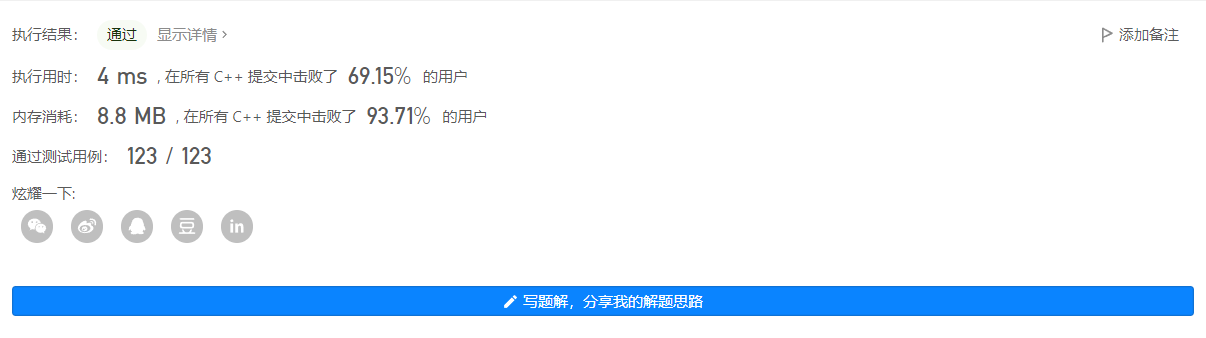 执行结果： 通过 显示详情 › 添加备注
执行用时： 4 ms , 在所有 C++ 提交中击败了 69.15% 的用户
内存消耗： 8.8 MB , 在所有 C++ 提交中击败了 93.71% 的用户
通过测试用例： 123 / 123
炫耀一下:
豆 in
写题解，分享我的解题思路